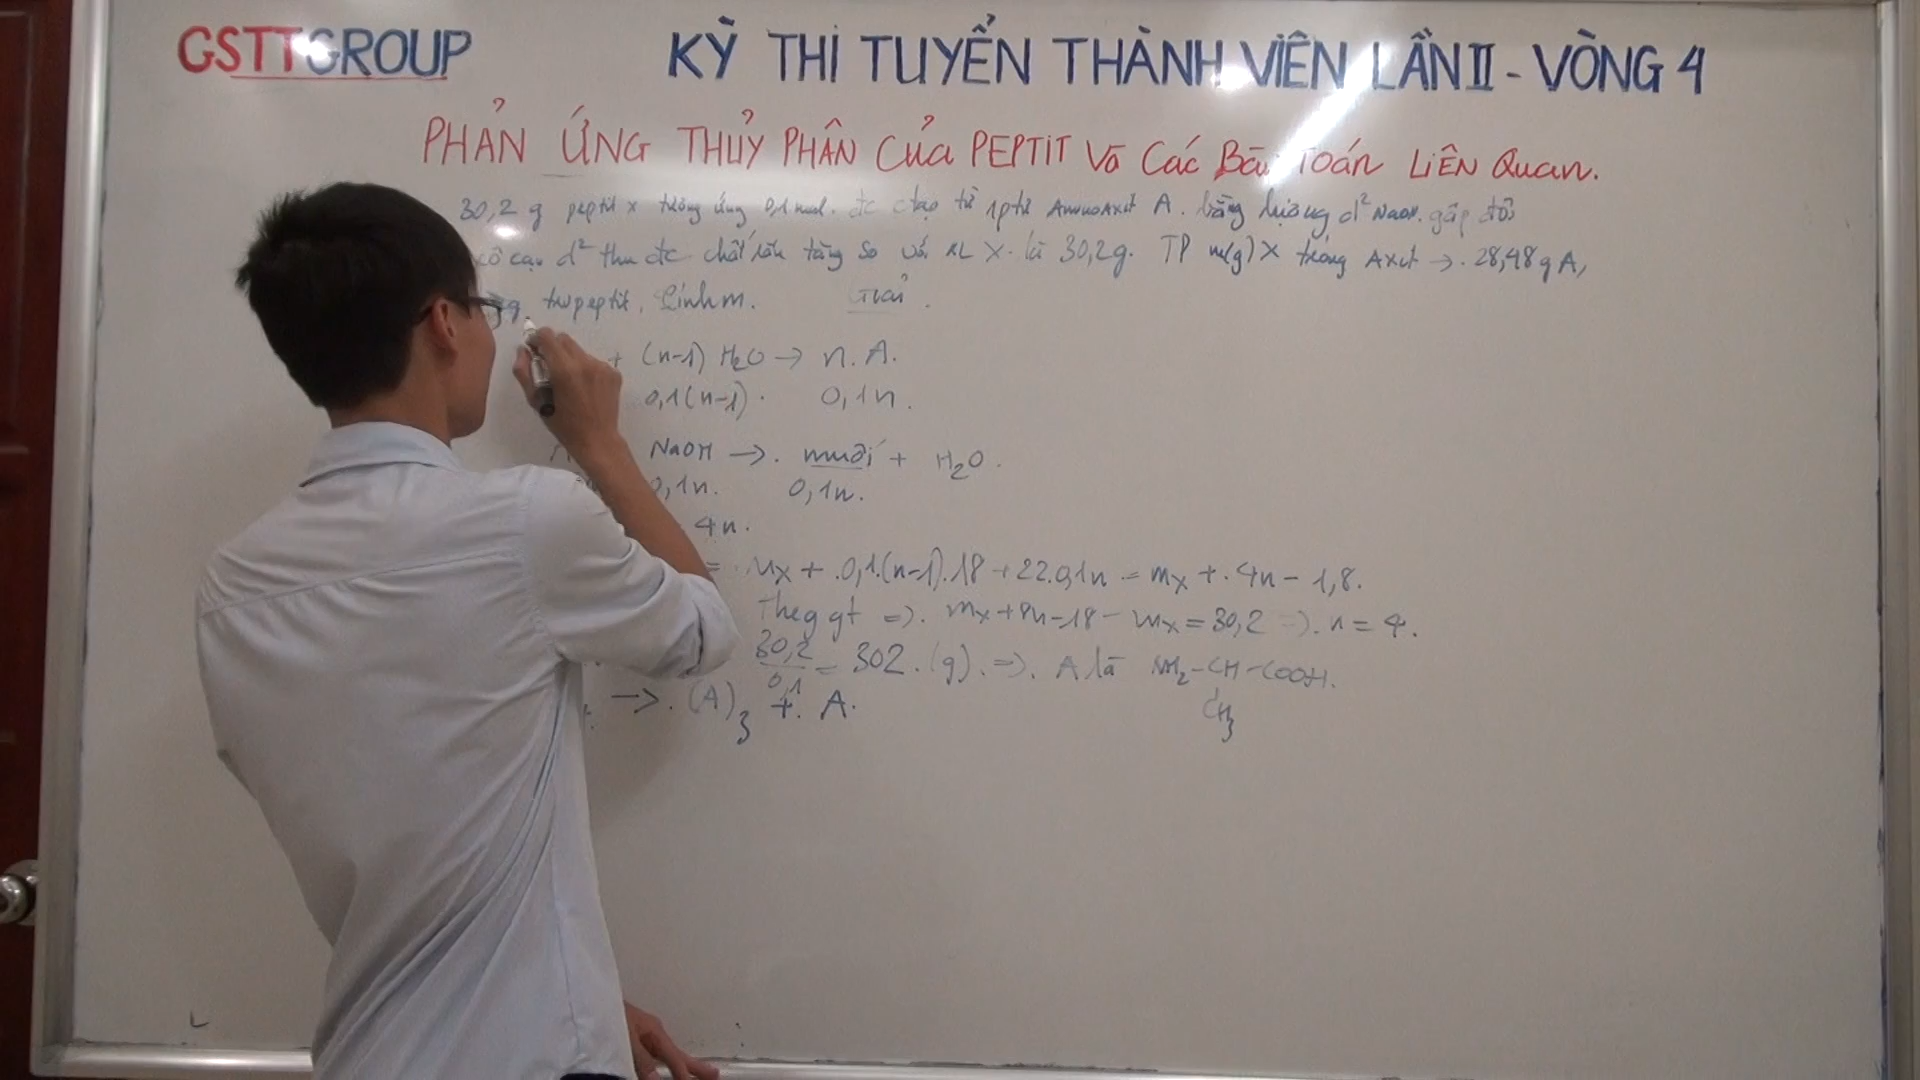 GSTTGROUP
KỲ THI TUYỂN THÀNH VIÊN LẦN II - VÒNG 4
PHẢN ỨNG THỦY PHÂN CỦA PEPTIT Và Các Bài Toán LIÊN Quan.
30,2 g peptit x tương ứng 0,1 mol. đc ctạo từ 1ptử AminoAxit A. bằng lượng d² NaOH. gấp đôi
cô cạn d² thu đc chất rắn tăng so với KL X. là 30,2g. TP m(g) X trong Axit →. 28,48g A,
g. tripeptit, Tính m. Giải.
+ (n-1) H₂O → n. A.
0,1(n-1). 0,1n.
NaOH →. muối + H₂O.
0,1n. 0,1n.
4n.
= mx + .0,1.(n-1).18 + 22.0,1n = mx + .4n - 1,8.
Theo gt =>. mx + 8n - 1,8 - mx = 30,2 =>. n = 4.
30,2/0,1 = 302. (g). =>. A là NH₂-CH-COOH.
CH₃
→. (A)₃ +. A.